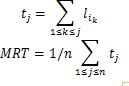 t_j = ∑_{1≤k≤j} l_{i_k}
MRT = 1/n ∑_{1≤j≤n} t_j